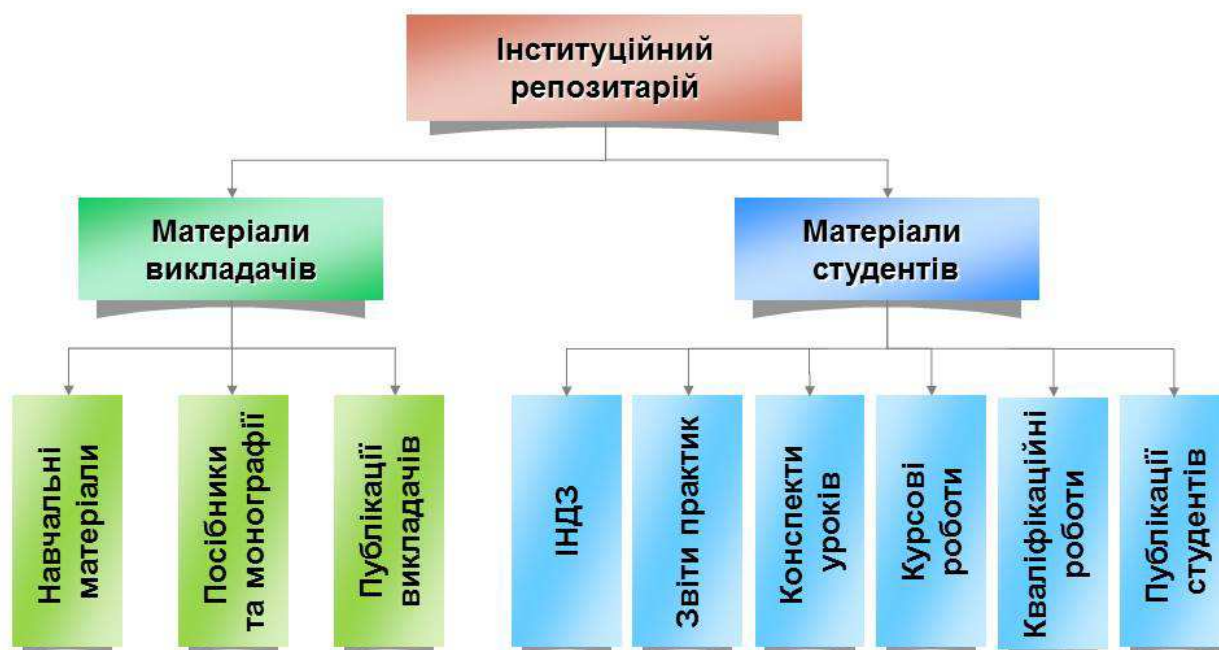 Інституційний
репозитарій
Матеріали
викладачів
Матеріали
студентів
Навчальні
матеріали
Посібники
та монографії
Публікації
викладачів
ІНДЗ
Звіти практик
Конспекти
уроків
Курсові
роботи
Кваліфікаційні
роботи
Публікації
студентів